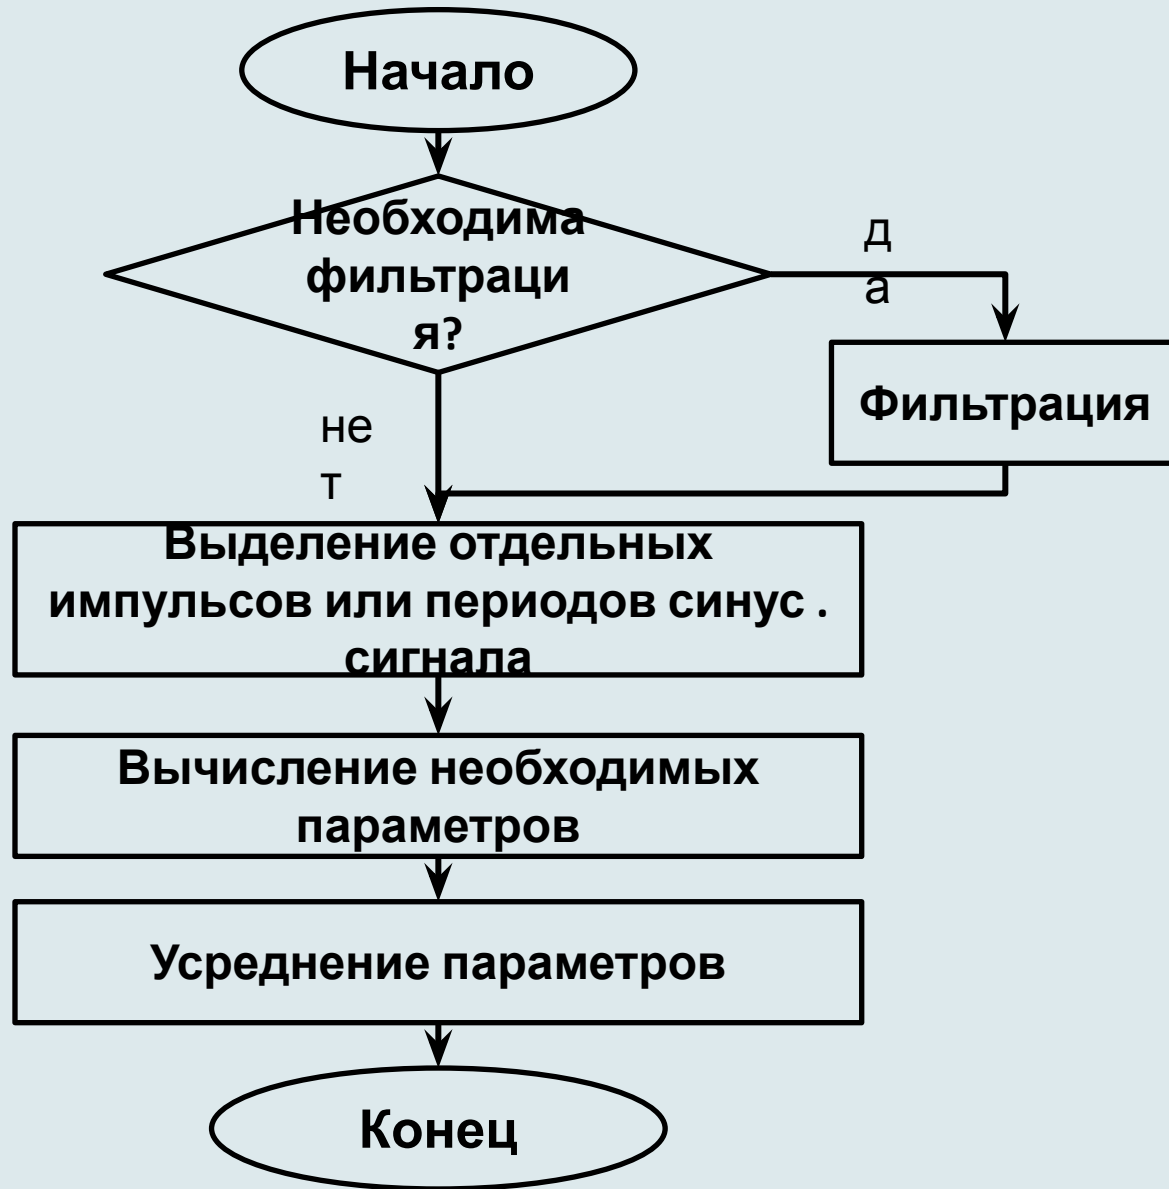 Начало
Необходима
фильтраци
я?
д
а
Фильтрация
не
т
Выделение отдельных
импульсов или периодов синус .
сигнала
Вычисление необходимых
параметров
Усреднение параметров
Конец